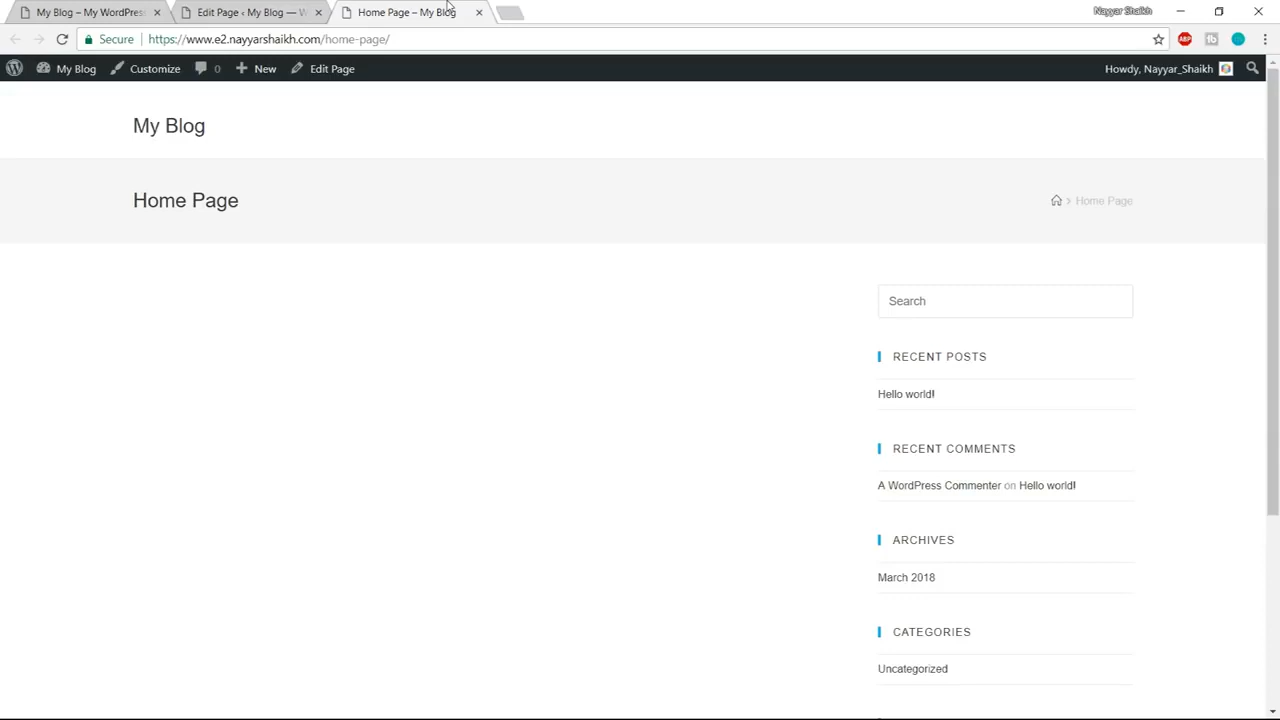 My Blog – My WordPress
Edit Page ‹ My Blog — W
Home Page – My Blog
Nayyar Shaikh
Secure
https://www.e2.nayyarshaikh.com/home-page/
ABP
My Blog
Customize
0
New
Edit Page
Howdy, Nayyar_Shaikh
My Blog
Home Page
Home Page
Search
RECENT POSTS
Hello world!
RECENT COMMENTS
A WordPress Commenter on Hello world!
ARCHIVES
March 2018
CATEGORIES
Uncategorized